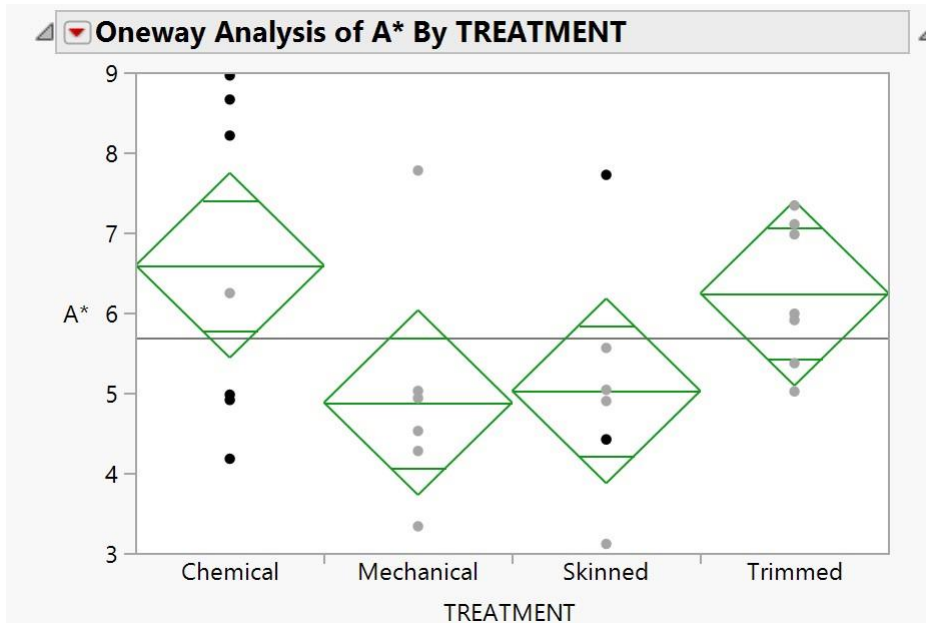 Oneway Analysis of A* By TREATMENT
9
8
7
6
5
4
3
A*
Chemical Mechanical Skinned Trimmed
TREATMENT